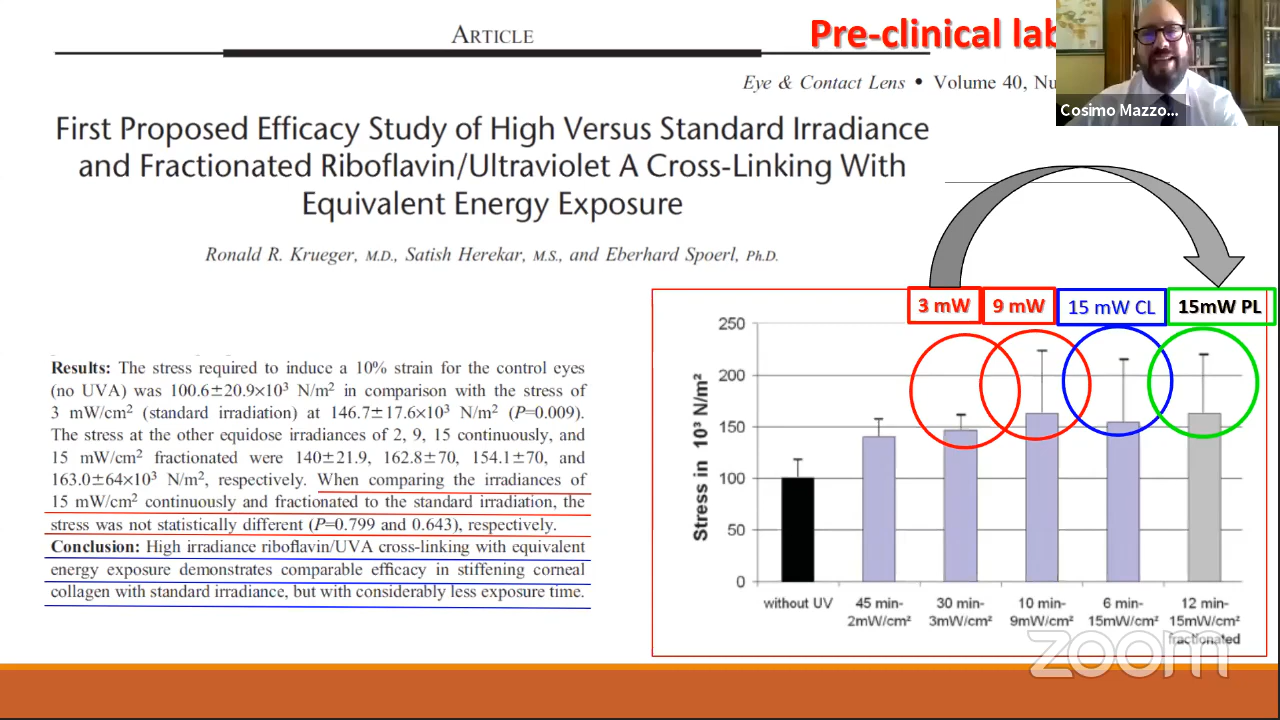 ARTICLE
Pre-clinical lab
Eye & Contact Lens • Volume 40, Nu
Cosimo Mazzo...
First Proposed Efficacy Study of High Versus Standard Irradiance
and Fractionated Riboflavin/Ultraviolet A Cross-Linking With
Equivalent Energy Exposure
Ronald R. Krueger, M.D., Satish Herekar, M.S., and Eberhard Spoerl, Ph.D.
Results: The stress required to induce a 10% strain for the control eyes
(no UVA) was 100.6±20.9×10³ N/m² in comparison with the stress of
3 mW/cm² (standard irradiation) at 146.7±17.6×10³ N/m² (P=0.009).
The stress at the other equidose irradiances of 2, 9, 15 continuously, and
15 mW/cm² fractionated were 140±21.9, 162.8±70, 154.1±70, and
163.0±64×10³ N/m², respectively. When comparing the irradiances of
15 mW/cm² continuously and fractionated to the standard irradiation, the
stress was not statistically different (P=0.799 and 0.643), respectively.
Conclusion: High irradiance riboflavin/UVA cross-linking with equivalent
energy exposure demonstrates comparable efficacy in stiffening corneal
collagen with standard irradiance, but with considerably less exposure time.
3 mW 9 mW 15 mW CL 15mW PL
Stress in 10³ N/m²
250
200
150
100
50
0
without UV 45 min- 30 min- 10 min- 6 min- 12 min-
2mW/cm² 3mW/cm² 9mW/cm² 15mW/cm² 15mW/cm²
fractionated
zoom